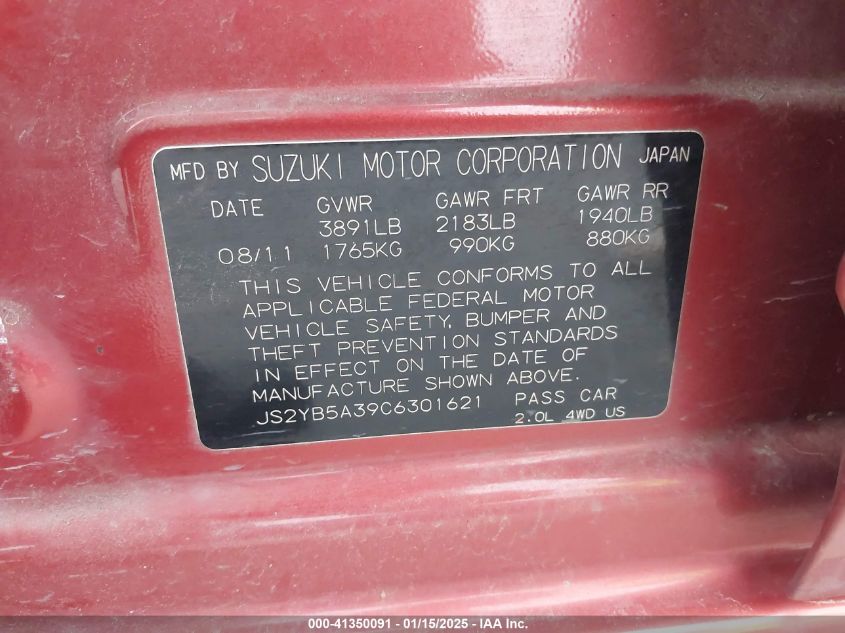 MFD BY SUZUKI MOTOR CORPORATION JAPAN
DATE GVWR GAWR FRT GAWR RR
3891LB 2183LB 1940LB
08/11 1765KG 990KG 880KG
THIS VEHICLE CONFORMS TO ALL
APPLICABLE FEDERAL MOTOR
VEHICLE SAFETY, BUMPER AND
THEFT PREVENTION STANDARDS
IN EFFECT ON THE DATE OF
MANUFACTURE SHOWN ABOVE.
JS2YB5A39C6301621 PASS CAR
2.0L 4WD US
000-41350091 - 01/15/2025 - IAA Inc.